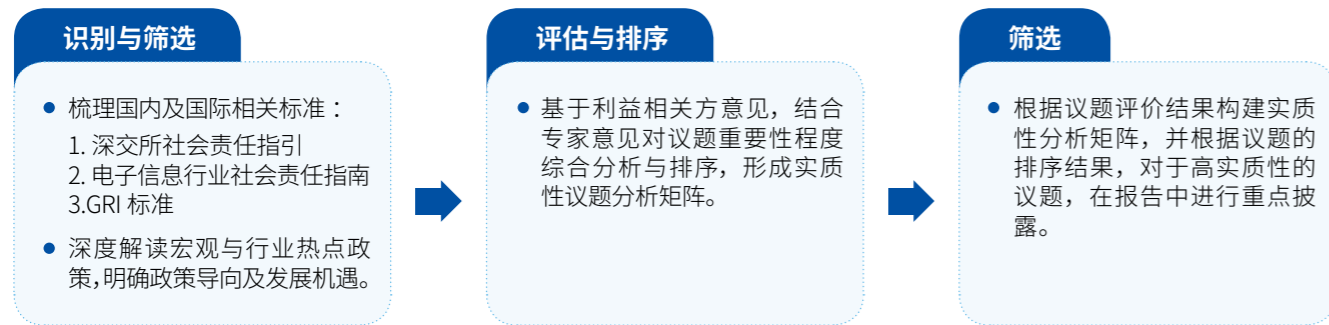 识别与筛选
● 梳理国内及国际相关标准：
1. 深交所社会责任指引
2. 电子信息行业社会责任指南
3.GRI 标准
● 深度解读宏观与行业热点政
策，明确政策导向及发展机遇。
评估与排序
● 基于利益相关方意见，结合
专家意见对议题重要性程度
综合分析与排序，形成实质
性议题分析矩阵。
筛选
● 根据议题评价结果构建实质
性分析矩阵，并根据议题的
排序结果，对于高实质性的
议题，在报告中进行重点披
露。